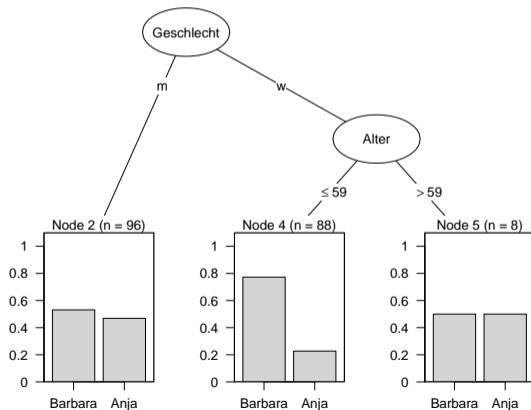 Geschlecht
m
w
Alter
≤ 59
> 59
Node 2 (n = 96)
1
0.8
0.6
0.4
0.2
0
Barbara Anja
Node 4 (n = 88)
1
0.8
0.6
0.4
0.2
0
Barbara Anja
Node 5 (n = 8)
1
0.8
0.6
0.4
0.2
0
Barbara Anja